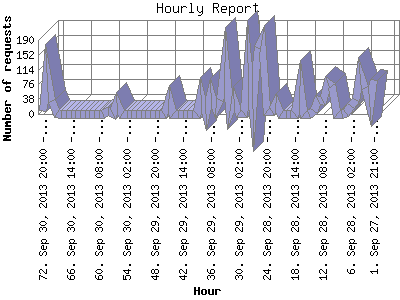 Hourly Report
Number of requests
190
152
114
76
38
0
72. Sep 30, 2013 20:00 -...
66. Sep 30, 2013 14:00 -...
60. Sep 30, 2013 08:00 -...
54. Sep 30, 2013 02:00 -...
48. Sep 29, 2013 20:00 -...
42. Sep 29, 2013 14:00 -...
36. Sep 29, 2013 08:00 -...
30. Sep 29, 2013 02:00 -...
24. Sep 28, 2013 20:00 -...
18. Sep 28, 2013 14:00 -...
12. Sep 28, 2013 08:00 -...
6. Sep 28, 2013 02:00 -...
1. Sep 27, 2013 21:00 -...
Hour